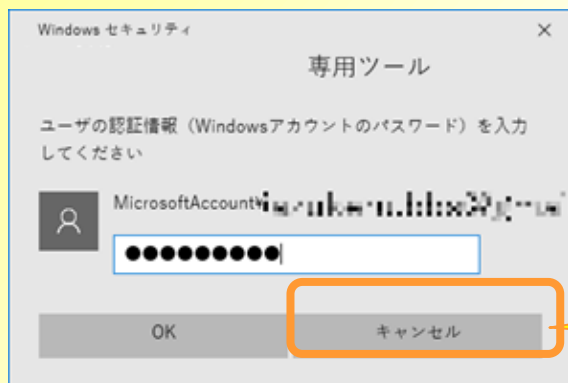 Windows セキュリティ
専用ツール
ユーザの認証情報（Windowsアカウントのパスワード）を入力
してください
MicrosoftAccount¥
●●●●●●●●●
OK
キャンセル